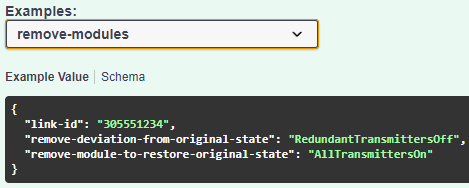 Examples:
remove-modules
Example Value Schema
{
"link-id": "305551234",
"remove-deviation-from-original-state": "RedundantTransmittersOff",
"remove-module-to-restore-original-state": "AllTransmittersOn"
}